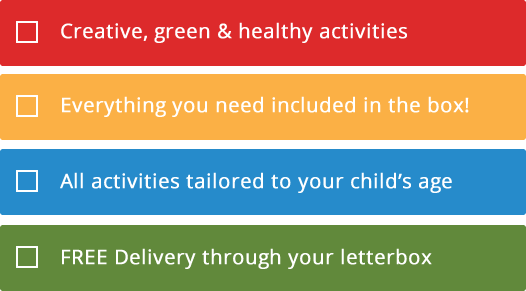 Creative, green & healthy activities
Everything you need included in the box!
All activities tailored to your child’s age
FREE Delivery through your letterbox